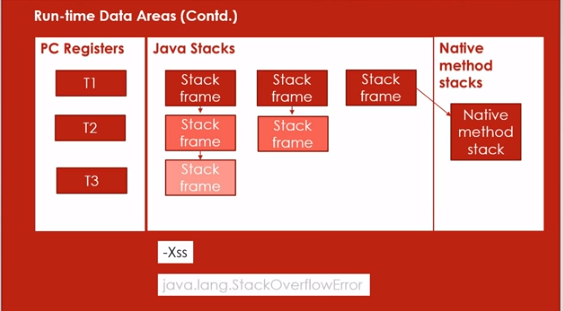 Run-time Data Areas (Contd.)
PC Registers
T1
T2
T3
Java Stacks
Stack
frame
Stack
frame
Stack
frame
Stack
frame
Stack
frame
Stack
frame
Native
method
stacks
Native
method
stack
-Xss
java.lang.StackOverflowError